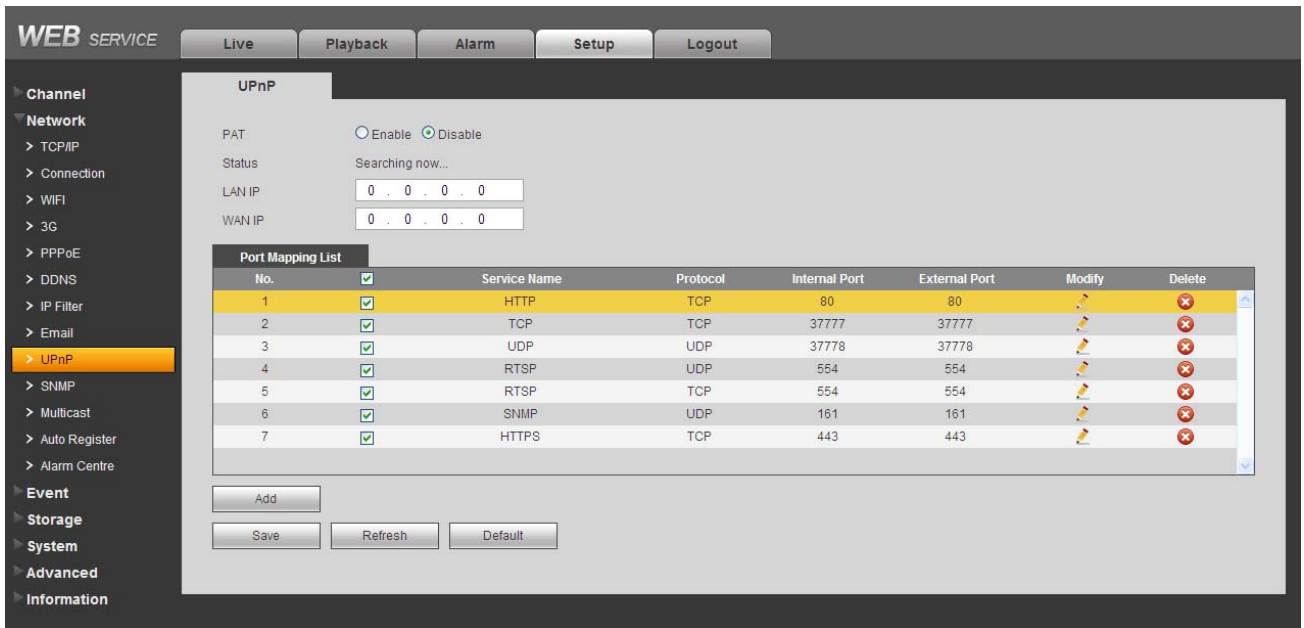 WEB SERVICE
Live Playback Alarm Setup Logout
Channel
Network
> TCP/IP
> Connection
> WIFI
> 3G
> PPPoE
> DDNS
> IP Filter
> Email
> UPnP
> SNMP
> Multicast
> Auto Register
> Alarm Centre
Event
Storage
System
Advanced
Information
UPnP
PAT Enable Disable
Status Searching now...
LAN IP 0 . 0 . 0 . 0
WAN IP 0 . 0 . 0 . 0
Port Mapping List
No. Service Name Protocol Internal Port External Port Modify Delete
1 HTTP TCP 80 80
2 TCP TCP 37777 37777
3 UDP UDP 37778 37778
4 RTSP UDP 554 554
5 RTSP TCP 554 554
6 SNMP UDP 161 161
7 HTTPS TCP 443 443
Add
Save Refresh Default